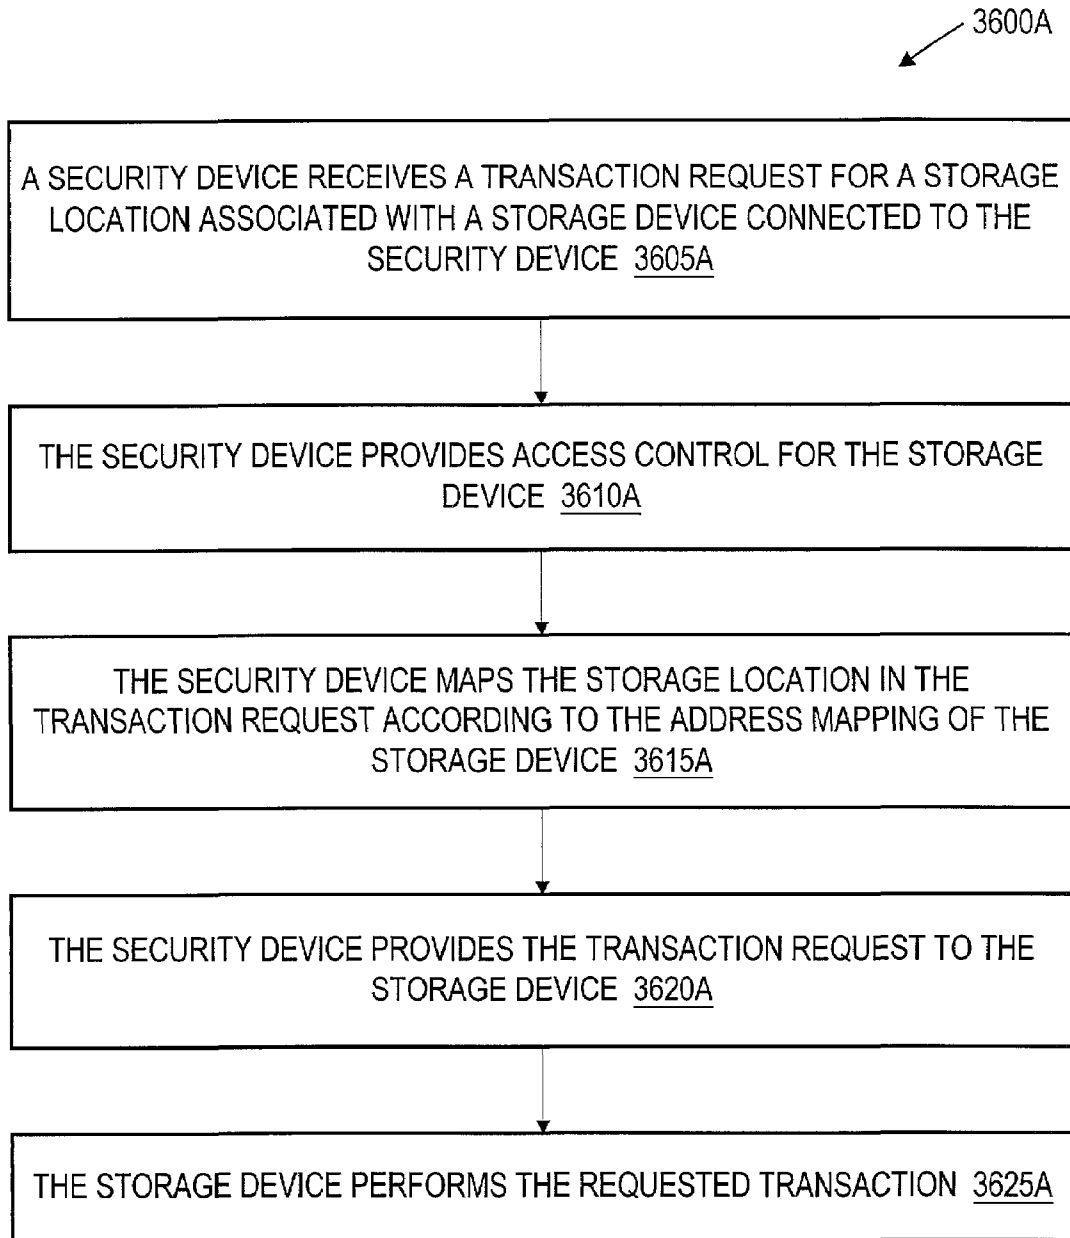 3600A
A SECURITY DEVICE RECEIVES A TRANSACTION REQUEST FOR A STORAGE
LOCATION ASSOCIATED WITH A STORAGE DEVICE CONNECTED TO THE
SECURITY DEVICE 3605A
THE SECURITY DEVICE PROVIDES ACCESS CONTROL FOR THE STORAGE
DEVICE 3610A
THE SECURITY DEVICE MAPS THE STORAGE LOCATION IN THE
TRANSACTION REQUEST ACCORDING TO THE ADDRESS MAPPING OF THE
STORAGE DEVICE 3615A
THE SECURITY DEVICE PROVIDES THE TRANSACTION REQUEST TO THE
STORAGE DEVICE 3620A
THE STORAGE DEVICE PERFORMS THE REQUESTED TRANSACTION 3625A